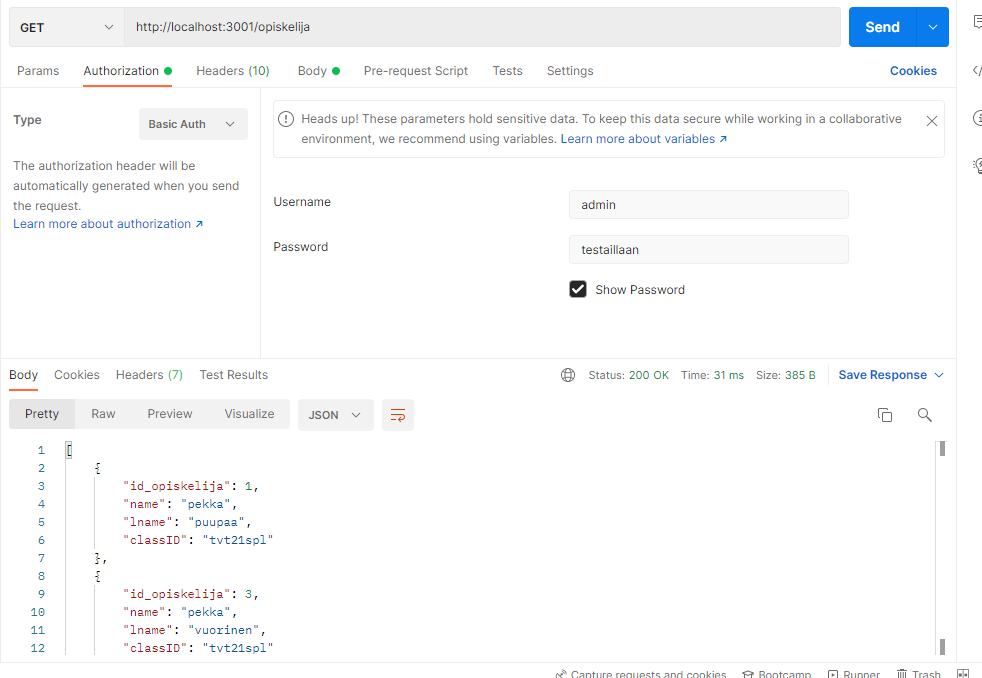 GET http://localhost:3001/opiskelija Send
Params Authorization Headers (10) Body Pre-request Script Tests Settings Cookies
Type Basic Auth
The authorization header will be
automatically generated when you send
the request.
Learn more about authorization ↗
Heads up! These parameters hold sensitive data. To keep this data secure while working in a collaborative
environment, we recommend using variables. Learn more about variables ↗
Username admin
Password testaillaan
Show Password
Body Cookies Headers (7) Test Results Status: 200 OK Time: 31 ms Size: 385 B Save Response
Pretty Raw Preview Visualize JSON
1 [
2 {
3 "id_opiskelija": 1,
4 "name": "pekka",
5 "lname": "puupaa",
6 "classID": "tvt21spl"
7 },
8 {
9 "id_opiskelija": 3,
10 "name": "pekka",
11 "lname": "vuorinen",
12 "classID": "tvt21spl"
Capture requests and cookies Bootcamp Runner Trash